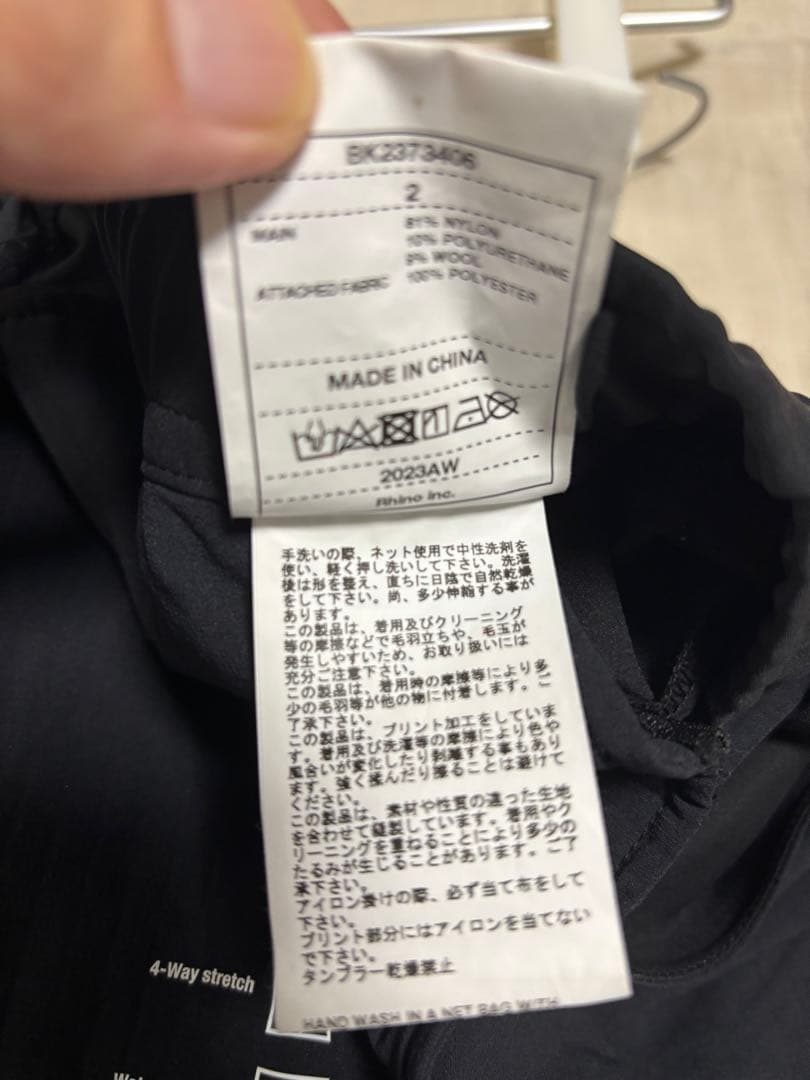 BK2373406
2
MAIN 81% NYLON
10% POLYURETHANE
9% WOOL
ATTACHED FABRIC 100% POLYESTER
MADE IN CHINA
2023AW
Rhino inc.
手洗いの際、ネット使用で中性洗剤を
使い、軽く押し洗いして下さい。洗濯
後は形を整え、直ちに日陰で自然乾燥
をして下さい。尚、多少伸縮する事が
あります。
この製品は、着用及びクリーニング
等の摩擦などで毛羽立ちや、毛玉が
発生しやすいため、お取り扱いには
充分ご注意下さい。
この製品は、着用時の摩擦等により多
少の毛羽等が他の物に付着します。ご
了承下さい。
この製品は、プリント加工をしていま
す。着用及び洗濯等の摩擦により色や
風合いが変化したり剥離する事もあり
ます。強く揉んだり擦ることは避けて
ください。
この製品は、素材や性質の違った生地
を合わせて縫製しています。着用やク
リーニングを重ねることにより多少の
たるみが生じることがあります。ご了
承下さい。
アイロン掛けの際、必ず当て布をして
下さい。
プリント部分にはアイロンを当てない
で下さい。
タンブラー乾燥禁止
HAND WASH IN A NET BAG WITH
4-Way stretch